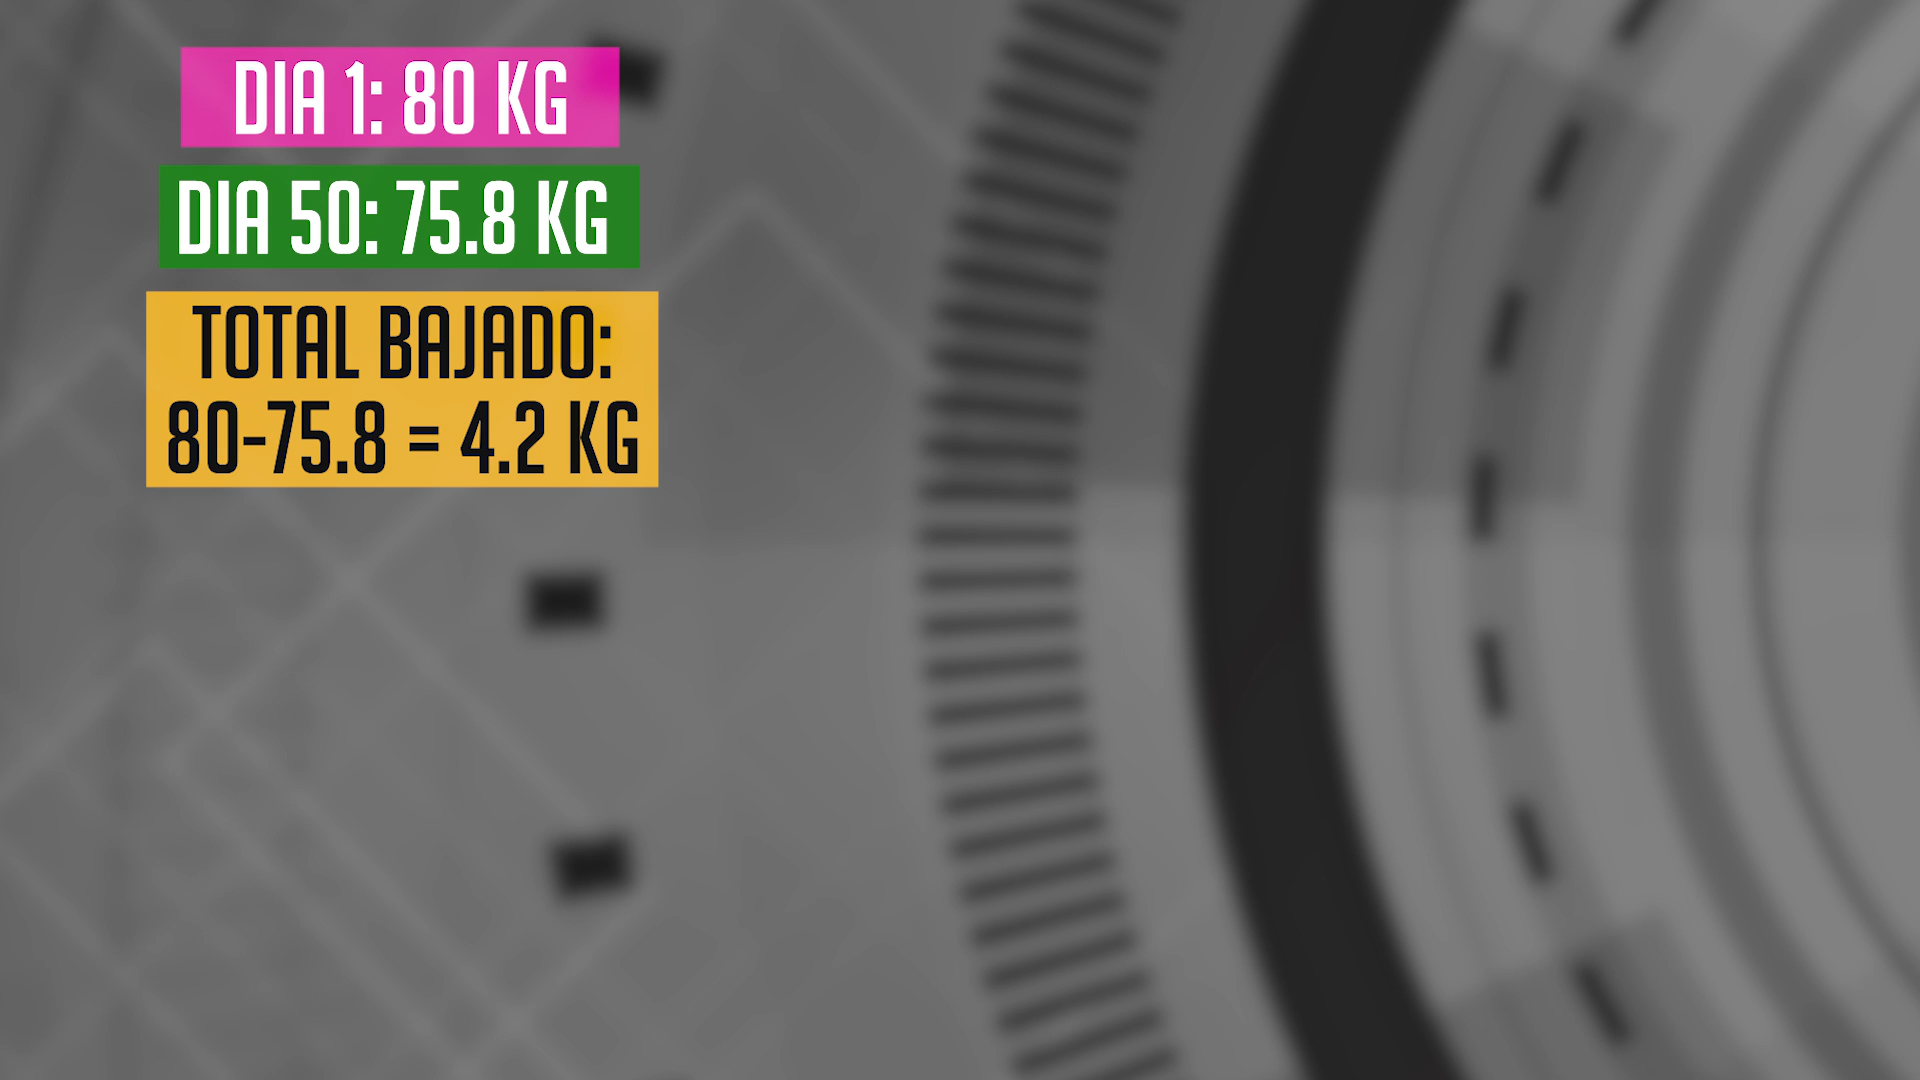 DIA 1: 80 KG
DIA 50: 75.8 KG
TOTAL BAJADO:
80-75.8 = 4.2 KG